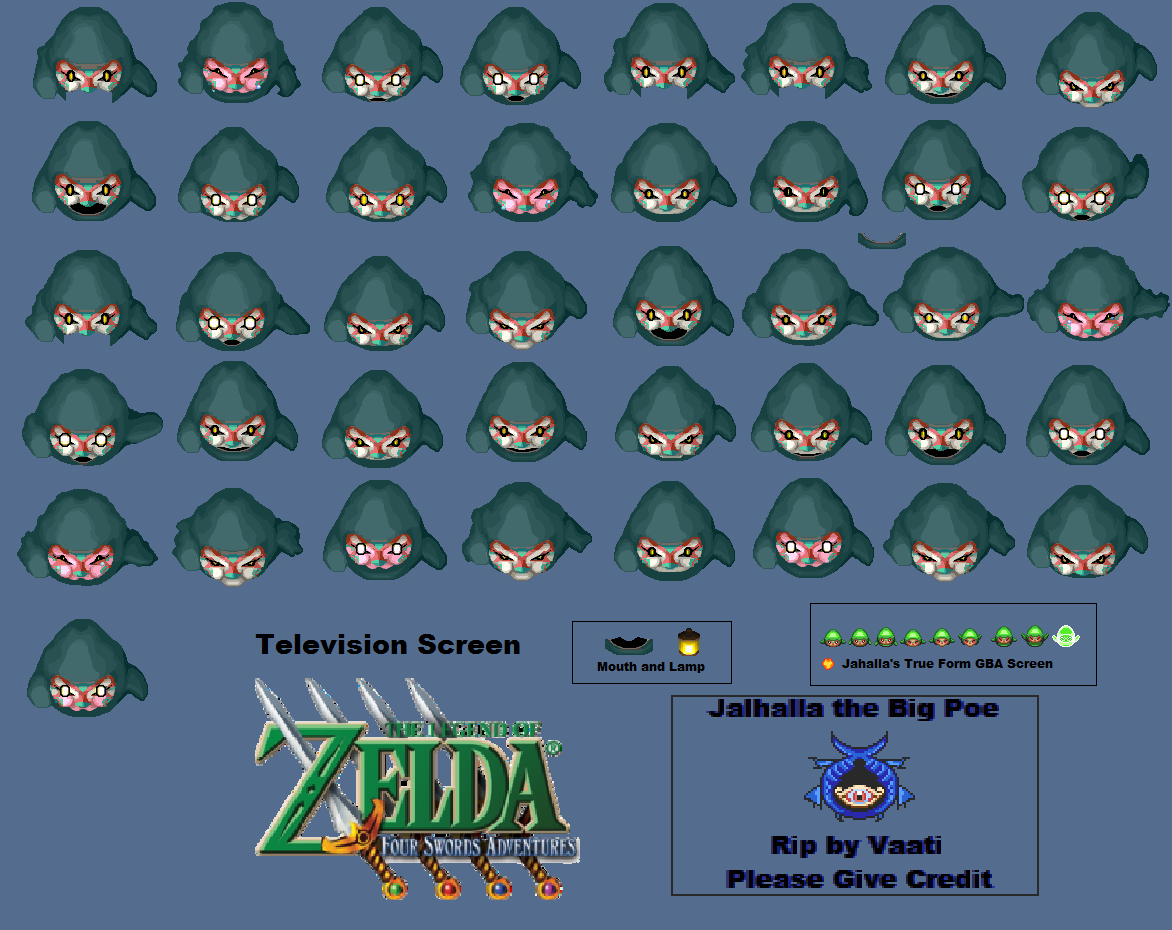 Television Screen
Mouth and Lamp
Jahalla's True Form GBA Screen
THE LEGEND OF
ZELDA®
FOUR SWORDS ADVENTURES
Jalhalla the Big Poe
Rip by Vaati
Please Give Credit